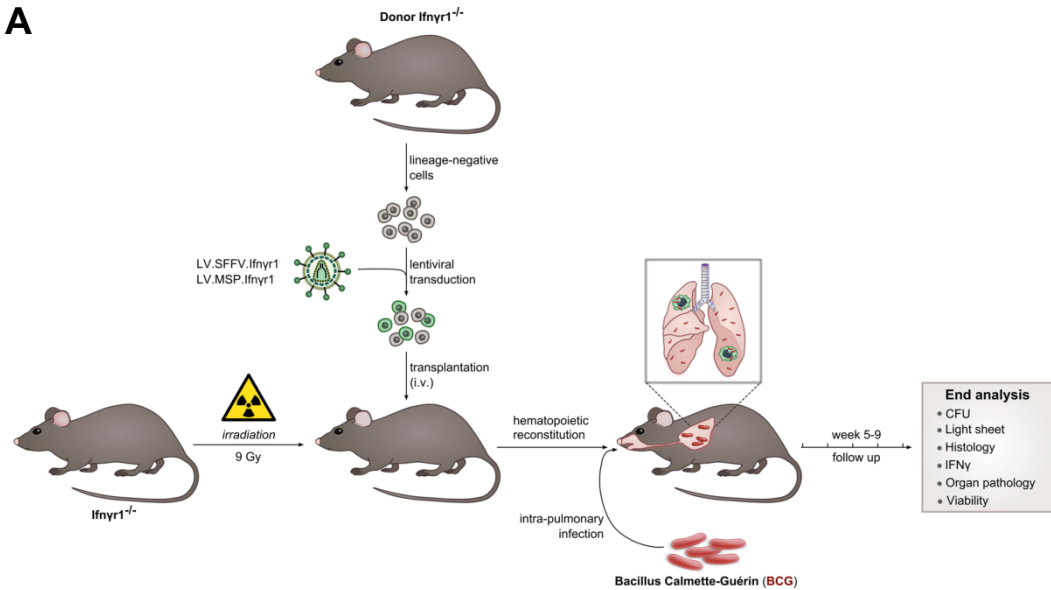 A
Donor Ifnγr1-/-
lineage-negative
cells
LV.SFFV.Ifnγr1
LV.MSP.Ifnγr1
lentiviral
transduction
transplantation
(i.v.)
irradiation
9 Gy
Ifnγr1-/-
hematopoietic
reconstitution
intra-pulmonary
infection
Bacillus Calmette-Guérin (BCG)
week 5-9
follow up
End analysis
• CFU
• Light sheet
• Histology
• IFNγ
• Organ pathology
• Viability